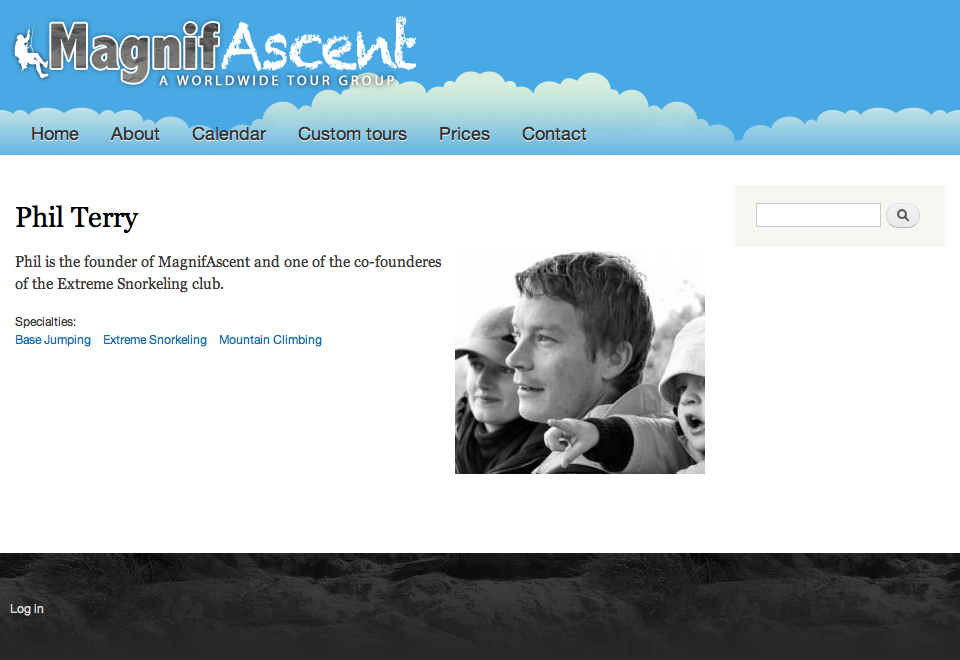 MagnifAscent
A WORLDWIDE TOUR GROUP
Home About Calendar Custom tours Prices Contact
Phil Terry
Phil is the founder of MagnifAscent and one of the co-founderes
of the Extreme Snorkeling club.
Specialties:
Base Jumping Extreme Snorkeling Mountain Climbing
Log in